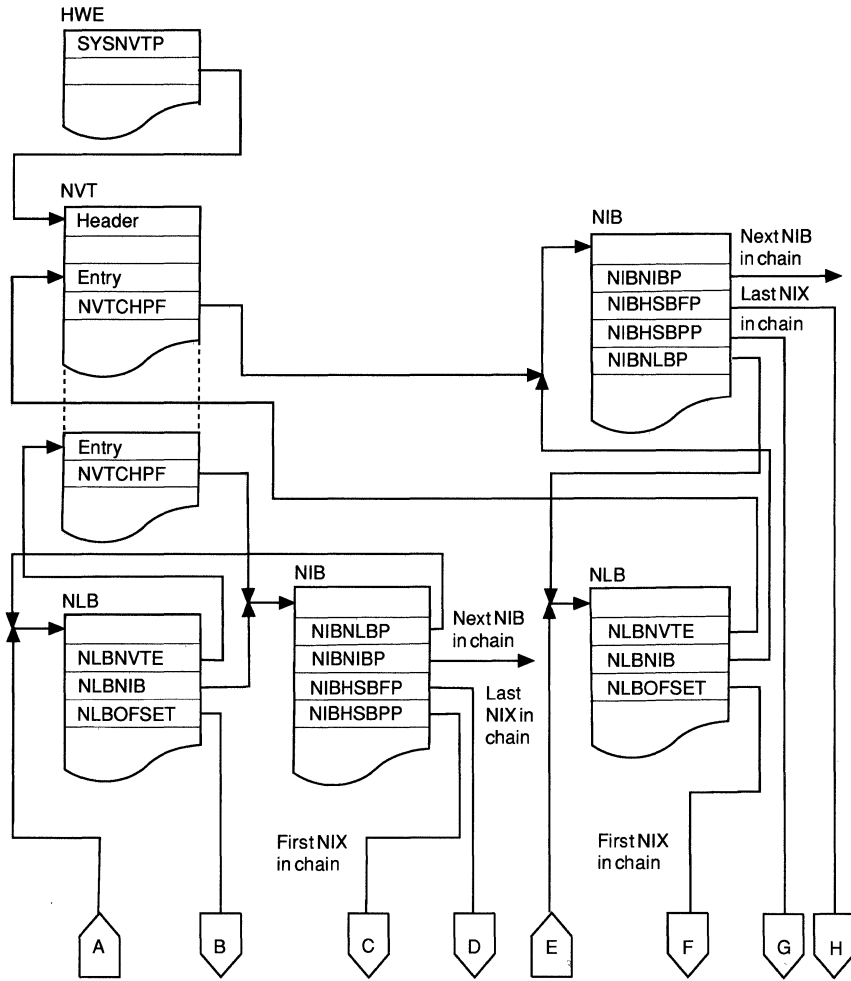 HWE
SYSNVTP
NVT
Header
Entry
NVTCHPF
NIB
NIBNIBP
NIBHSBFP
NIBHSBPP
NIBNLBP
Next NIB
in chain
Last NIX
in chain
Entry
NVTCHPF
NLB
NLBNVTE
NLBNIB
NLBOFSET
NIB
NIBNLBP
NIBNIBP
NIBHSBFP
NIBHSBPP
Next NIB
in chain
Last
NIX in
chain
NLB
NLBNVTE
NLBNIB
NLBOFSET
First NIX
in chain
First NIX
in chain
A
B
C
D
E
F
G
H